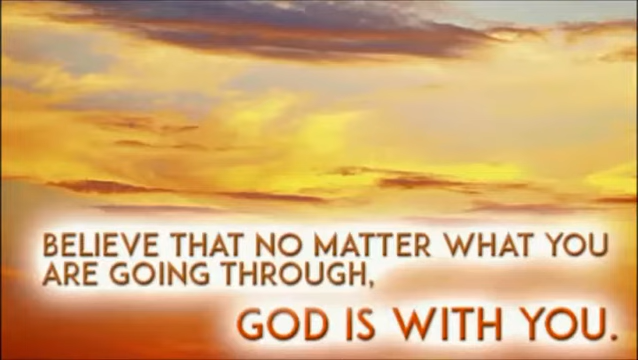 BELIEVE THAT NO MATTER WHAT YOU
ARE GOING THROUGH,
GOD IS WITH YOU.